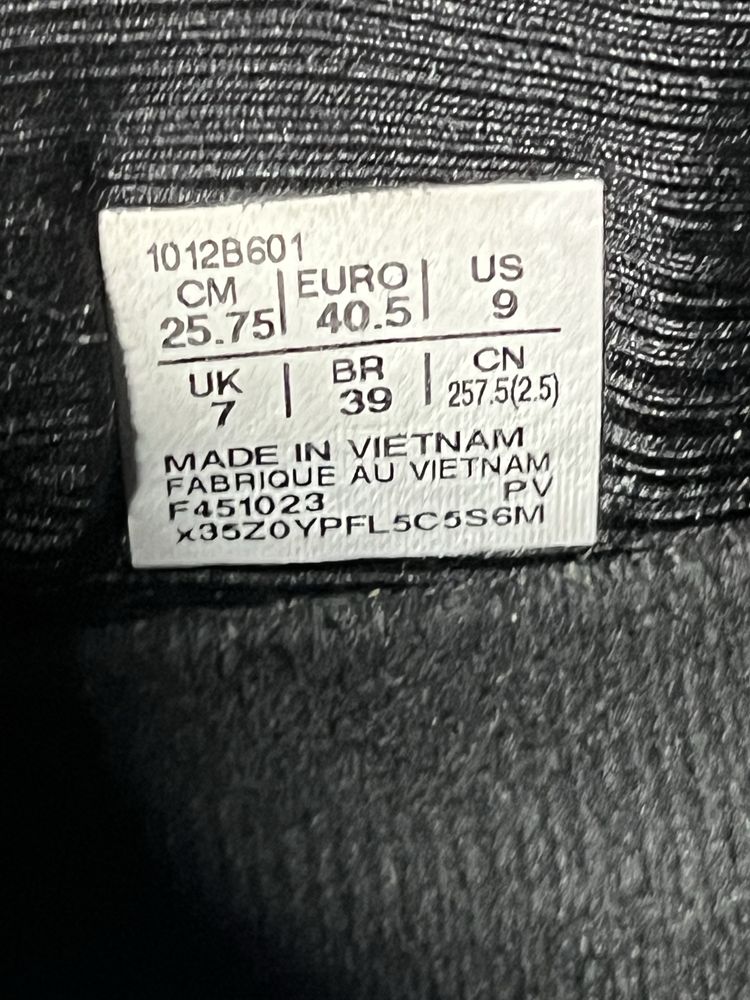 1012B601
CM | EURO | US
25.75 | 40.5 | 9
UK | BR | CN
7 | 39 | 257.5(2.5)
MADE IN VIETNAM
FABRIQUE AU VIETNAM
F451023 PV
x35Z0YPFL5C5S6M